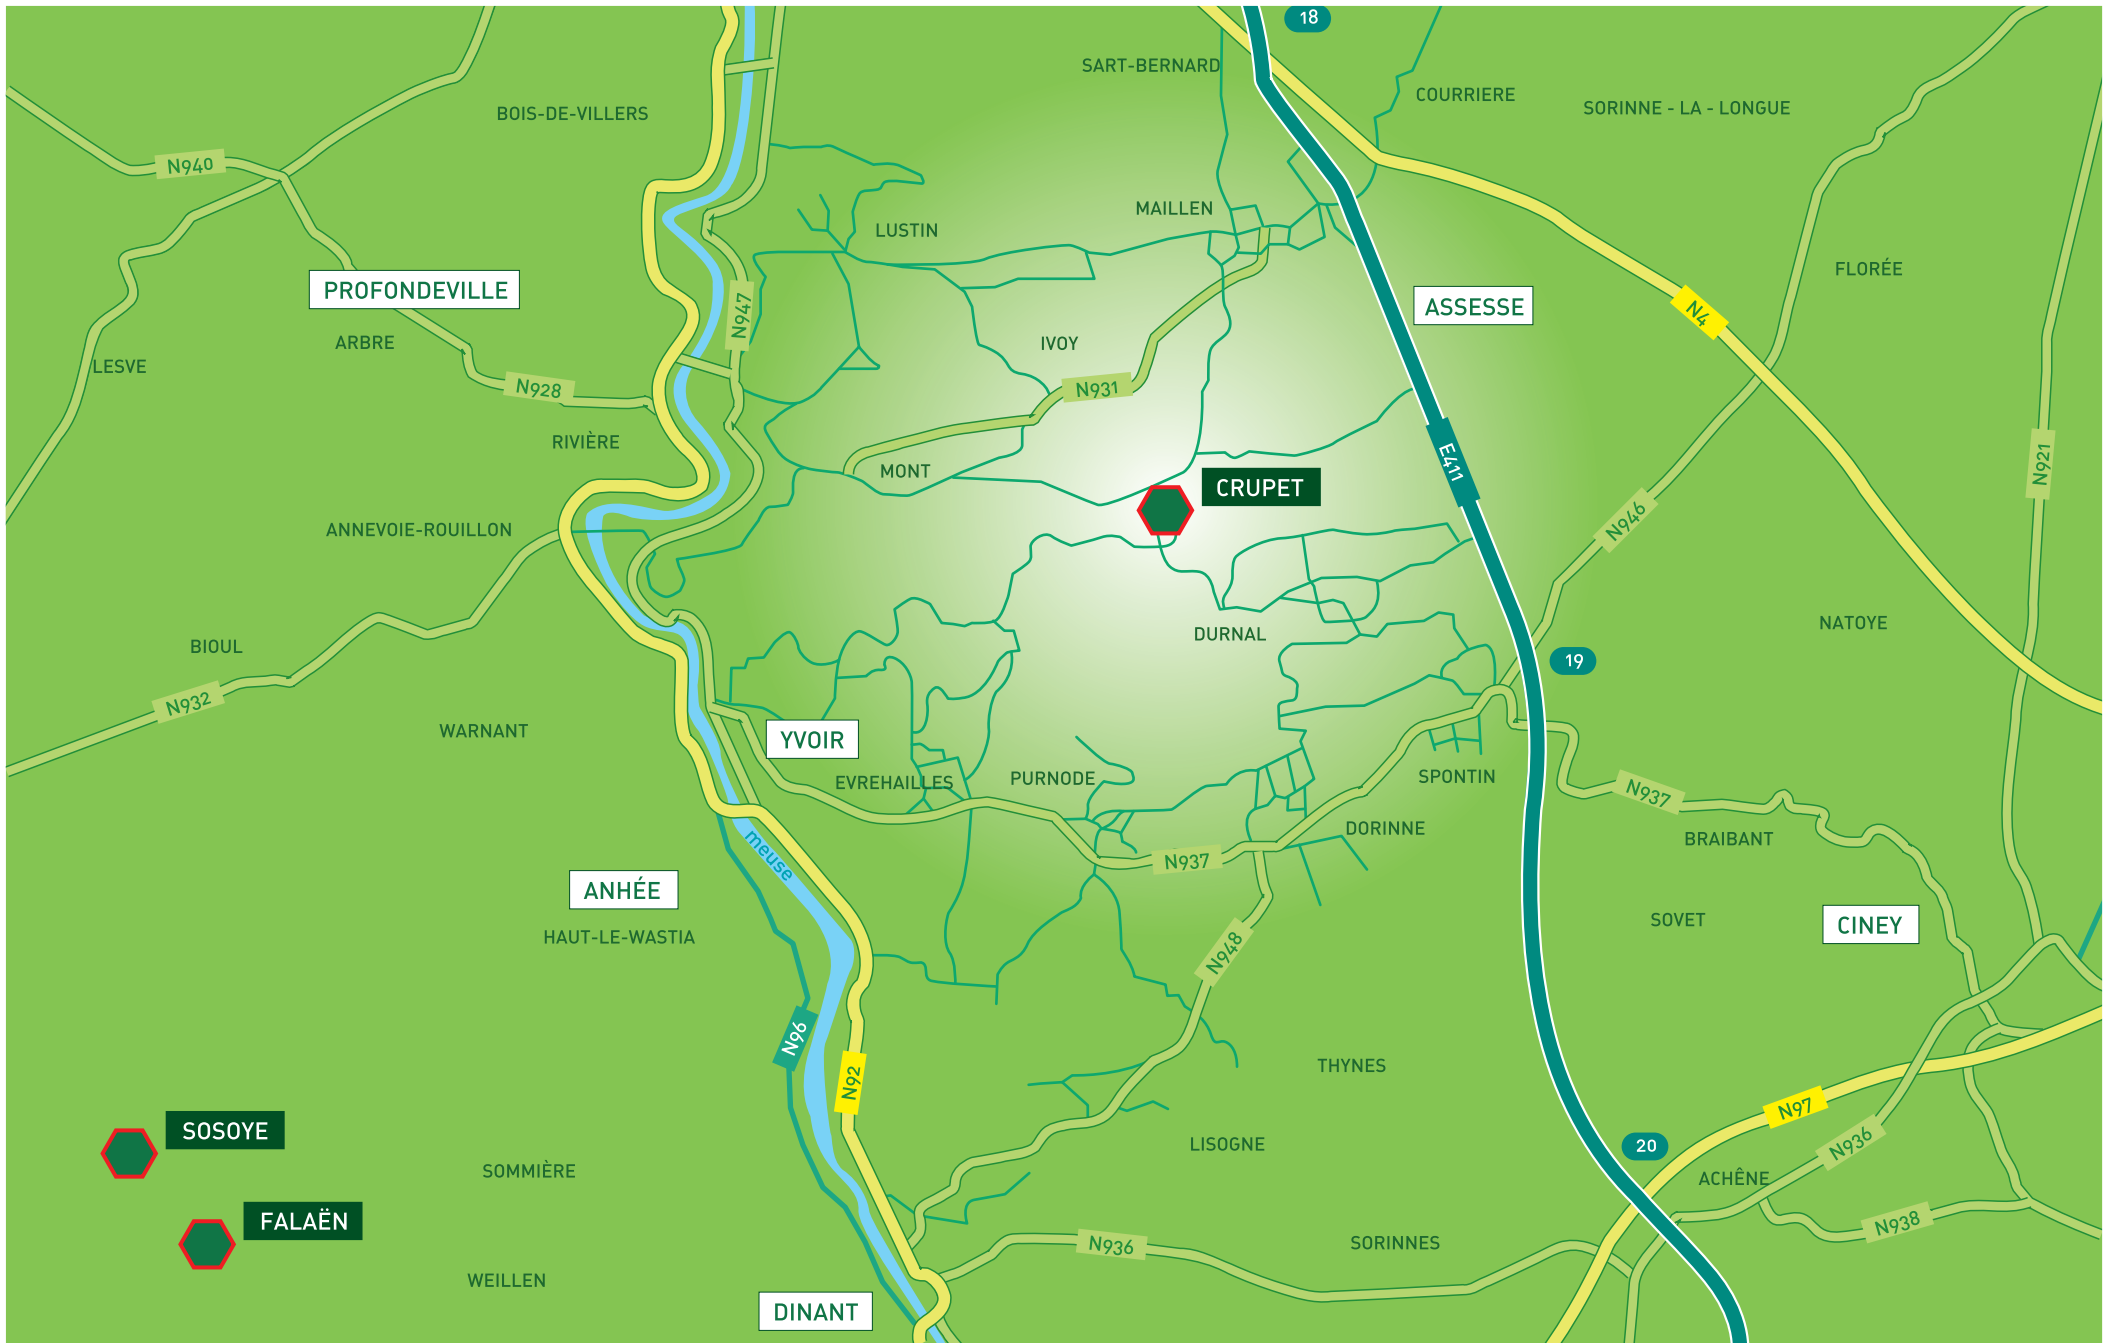 18
SART-BERNARD
COURRIERE
SORINNE - LA - LONGUE
BOIS-DE-VILLERS
N940
MAILLEN
LUSTIN
FLORÉE
PROFONDEVILLE
N947
ASSESSE
N4
ARBRE
IVOY
LESVE
N928
N931
RIVIÈRE
MONT
E411
N921
CRUPET
ANNEVOIE-ROUILLON
N946
NATOYE
DURNAL
BIOUL
19
N932
WARNANT
YVOIR
EVREHAILLES
PURNODE
SPONTIN
N937
DORINNE
BRAIBANT
meuse
N937
ANHÉE
SOVET
CINEY
HAUT-LE-WASTIA
N948
N96
THYNES
N92
N97
SOSOYE
LISOGNE
20
N936
SOMMIÈRE
ACHÊNE
FALAËN
N938
N936
SORINNES
WEILLEN
DINANT